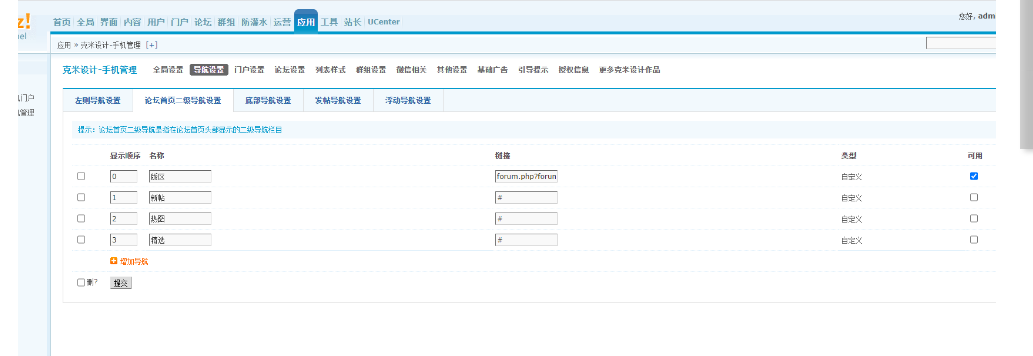 z!
首页 全局 界面 内容 用户 门户 论坛 群组 防灌水 运营 应用 工具 站长 UCenter
您好, adm
应用 » 克米设计-手机管理 [+]
克米设计-手机管理 全局设置 导航设置 门户设置 论坛设置 列表样式 群组设置 微信相关 其他设置 基础广告 引导提示 授权信息 更多克米设计作品
门户
管理
左侧导航设置 论坛首页二级导航设置 底部导航设置 发帖导航设置 浮动导航设置
提示: 论坛首页二级导航是指在论坛首页头部显示的二级导航栏目
显示顺序 名称 链接 类型 可用
0 版区 forum.php?forun 自定义
1 新帖 # 自定义
2 热图 # 自定义
3 精选 # 自定义
增加导航
删? 提交